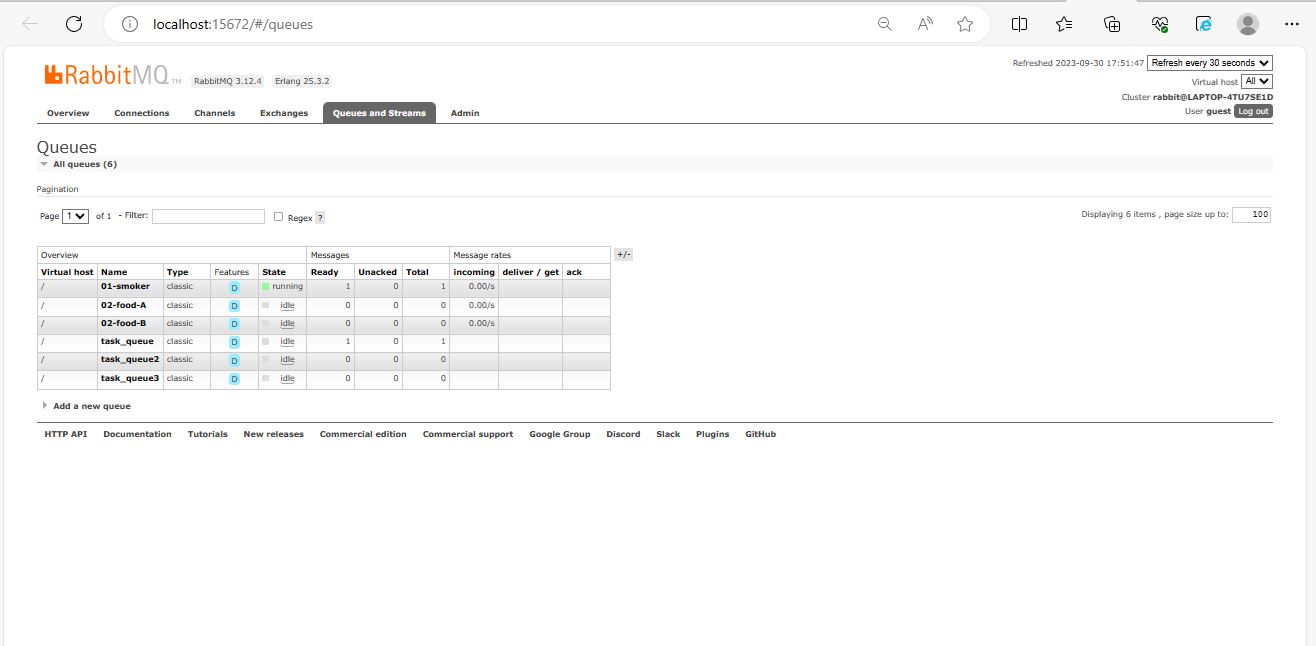 localhost:15672/#/queues
RabbitMQ TM RabbitMQ 3.12.4 Erlang 25.3.2
Refreshed 2023-09-30 17:51:47 Refresh every 30 seconds
Virtual host All
Cluster rabbit@LAPTOP-4TU7SE1D
User guest Log out
Overview Connections Channels Exchanges Queues and Streams Admin
Queues
All queues (6)
Pagination
Page 1 of 1 - Filter: Regex ?
Displaying 6 items , page size up to: 100
Overview Messages Message rates +/-
Virtual host Name Type Features State Ready Unacked Total incoming deliver / get ack
/ 01-smoker classic D running 1 0 1 0.00/s
/ 02-food-A classic D idle 0 0 0 0.00/s
/ 02-food-B classic D idle 0 0 0 0.00/s
/ task_queue classic D idle 1 0 1
/ task_queue2 classic D idle 0 0 0
/ task_queue3 classic D idle 0 0 0
Add a new queue
HTTP API Documentation Tutorials New releases Commercial edition Commercial support Google Group Discord Slack Plugins GitHub